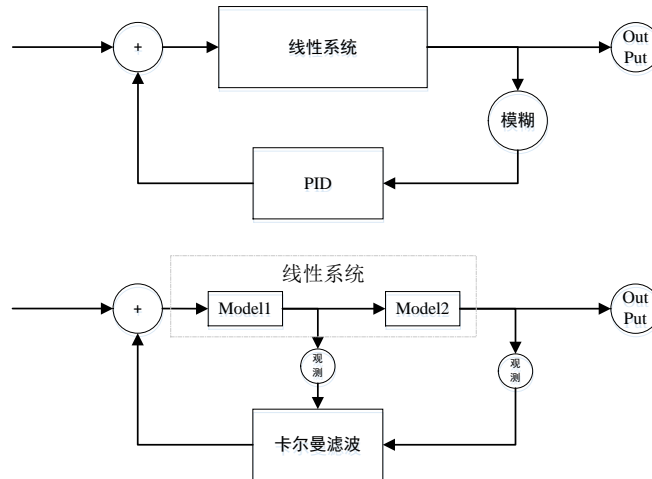 +
线性系统
Out
Put
模糊
PID
线性系统
+
Model1
Model2
Out
Put
观
测
观
测
卡尔曼滤波